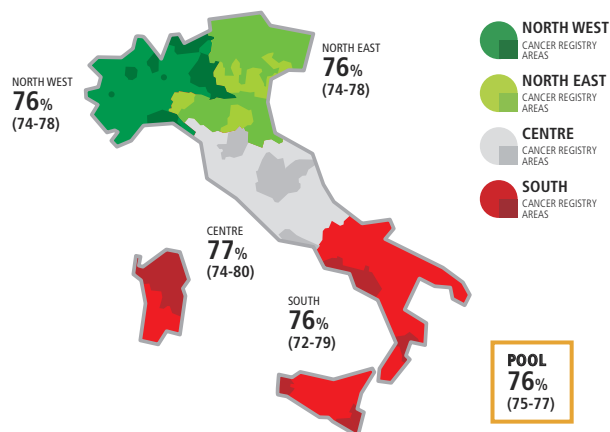 NORTH WEST
76%
(74-78)
NORTH EAST
76%
(74-78)
CENTRE
77%
(74-80)
SOUTH
76%
(72-79)
NORTH WEST
CANCER REGISTRY
AREAS
NORTH EAST
CANCER REGISTRY
AREAS
CENTRE
CANCER REGISTRY
AREAS
SOUTH
CANCER REGISTRY
AREAS
POOL
76%
(75-77)